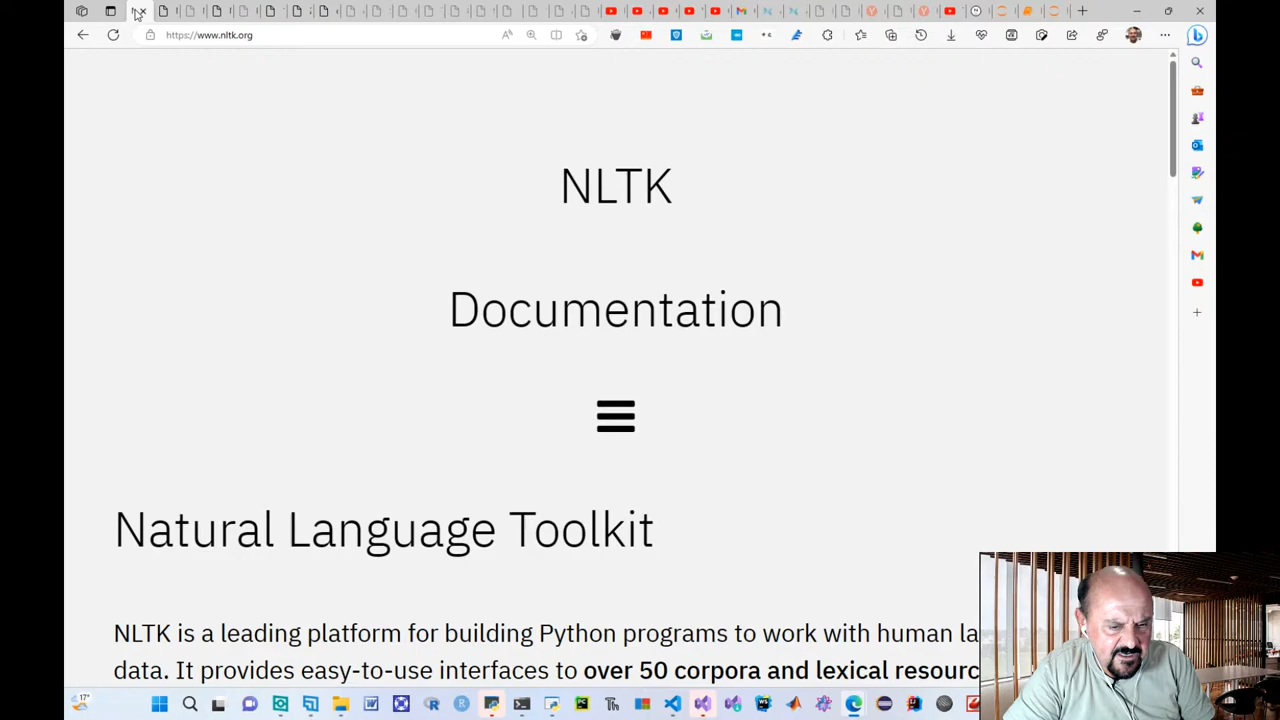 https://www.nltk.org
NLTK
Documentation
Natural Language Toolkit
NLTK is a leading platform for building Python programs to work with human la
data. It provides easy-to-use interfaces to over 50 corpora and lexical resourc
17°